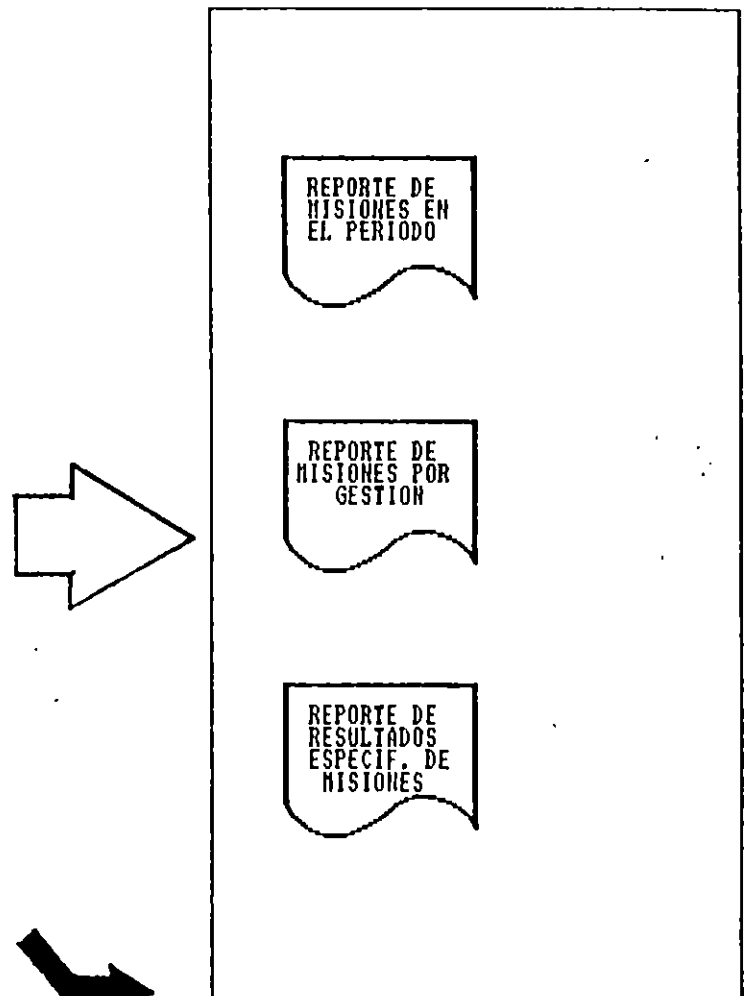 REPORTE DE
MISIONES EN
EL PERIODO
REPORTE DE
MISIONES POR
GESTION
REPORTE DE
RESULTADOS
ESPECIF. DE
MISIONES